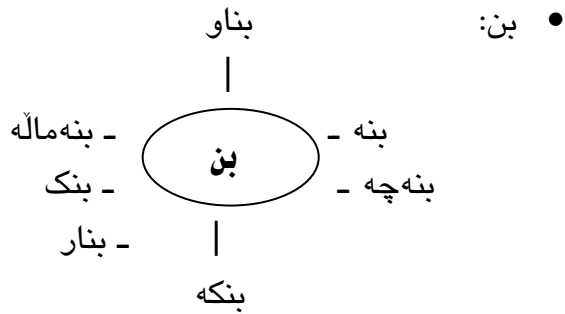 • بن:
بناو
|
بنه -
- بنەماڵە
بن
بنەچە -
- بنک
|
- بنار
بنکە